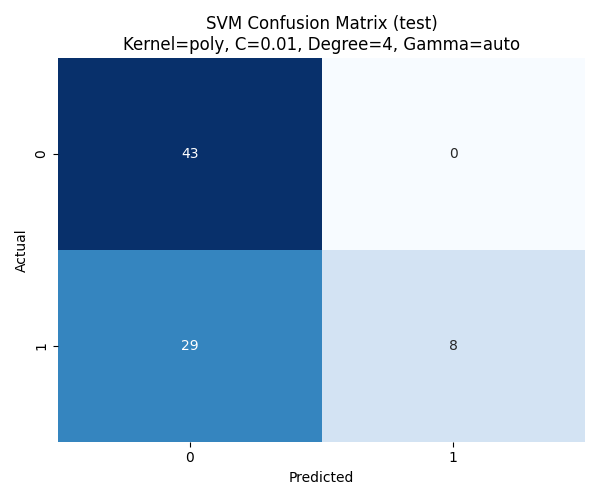 SVM Confusion Matrix (test)
Kernel=poly, C=0.01, Degree=4, Gamma=auto
Actual
0
43
0
1
29
8
0
1
Predicted